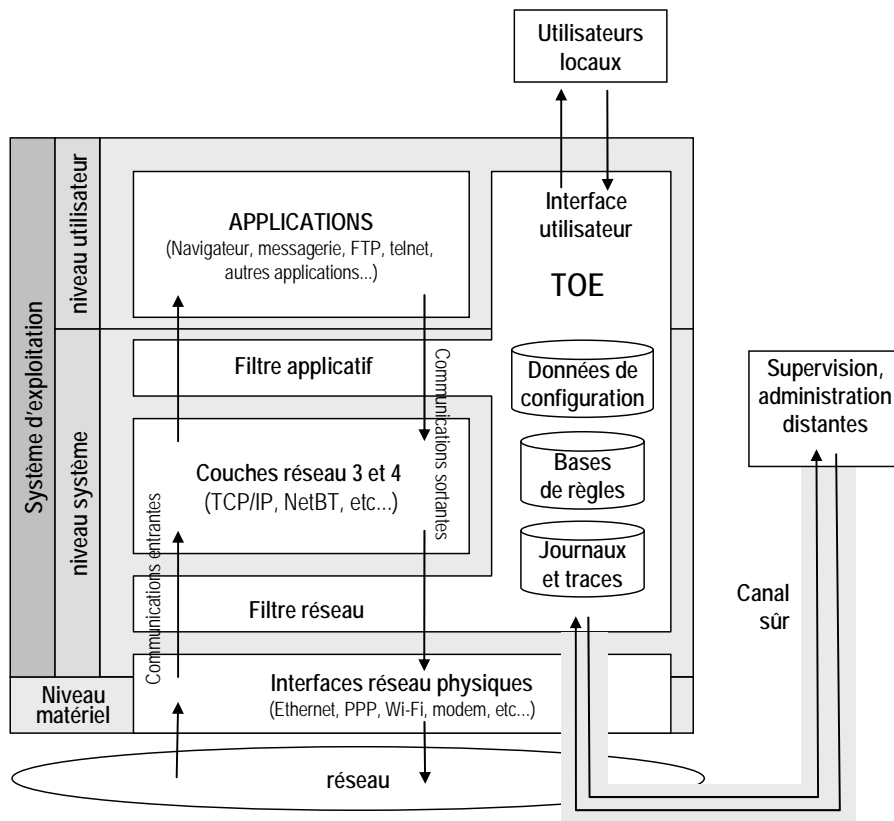 Utilisateurs
locaux
Système d'exploitation
niveau utilisateur
niveau système
APPLICATIONS
(Navigateur, messagerie, FTP, telnet,
autres applications...)
Interface
utilisateur
TOE
Filtre applicatif
Données de
configuration
Communications sortantes
Supervision,
administration
distantes
Couches réseau 3 et 4
(TCP/IP, NetBT, etc...)
Bases
de règles
Communications entrantes
Journaux
et traces
Filtre réseau
Canal
sûr
Niveau
matériel
Interfaces réseau physiques
(Ethernet, PPP, Wi-Fi, modem, etc...)
réseau